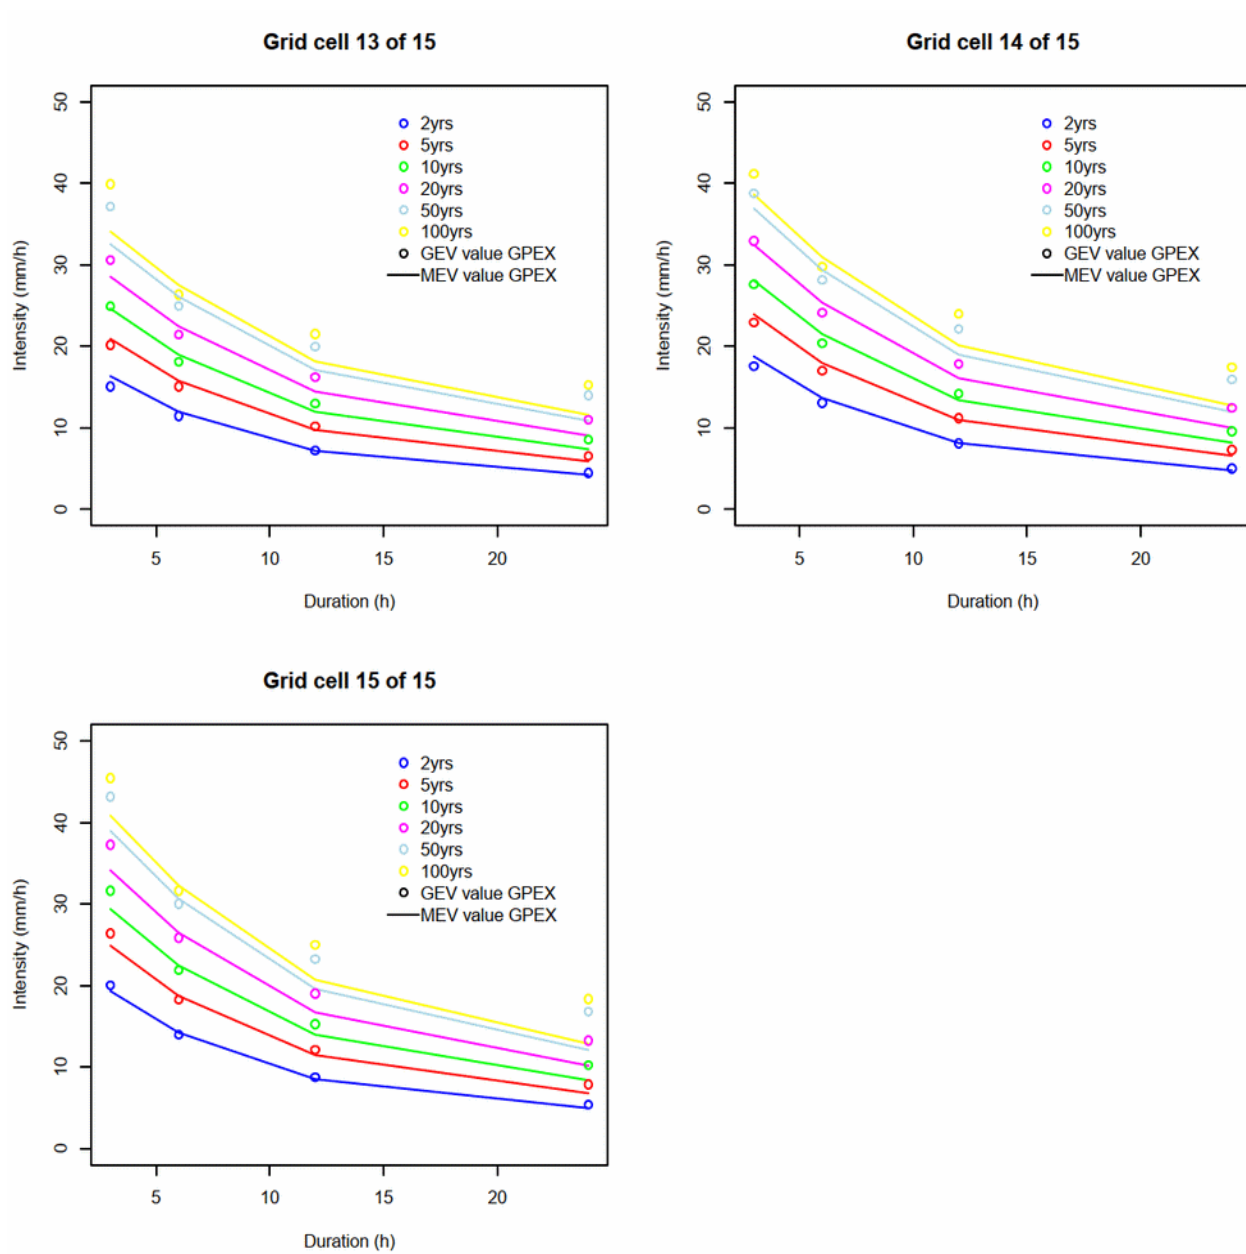 Grid cell 13 of 15
Intensity (mm/h)
50
40
30
20
10
0
2yrs
5yrs
10yrs
20yrs
50yrs
100yrs
GEV value GPEX
MEV value GPEX
5 10 15 20
Duration (h)
Grid cell 14 of 15
Intensity (mm/h)
50
40
30
20
10
0
2yrs
5yrs
10yrs
20yrs
50yrs
100yrs
GEV value GPEX
MEV value GPEX
5 10 15 20
Duration (h)
Grid cell 15 of 15
Intensity (mm/h)
50
40
30
20
10
0
2yrs
5yrs
10yrs
20yrs
50yrs
100yrs
GEV value GPEX
MEV value GPEX
5 10 15 20
Duration (h)